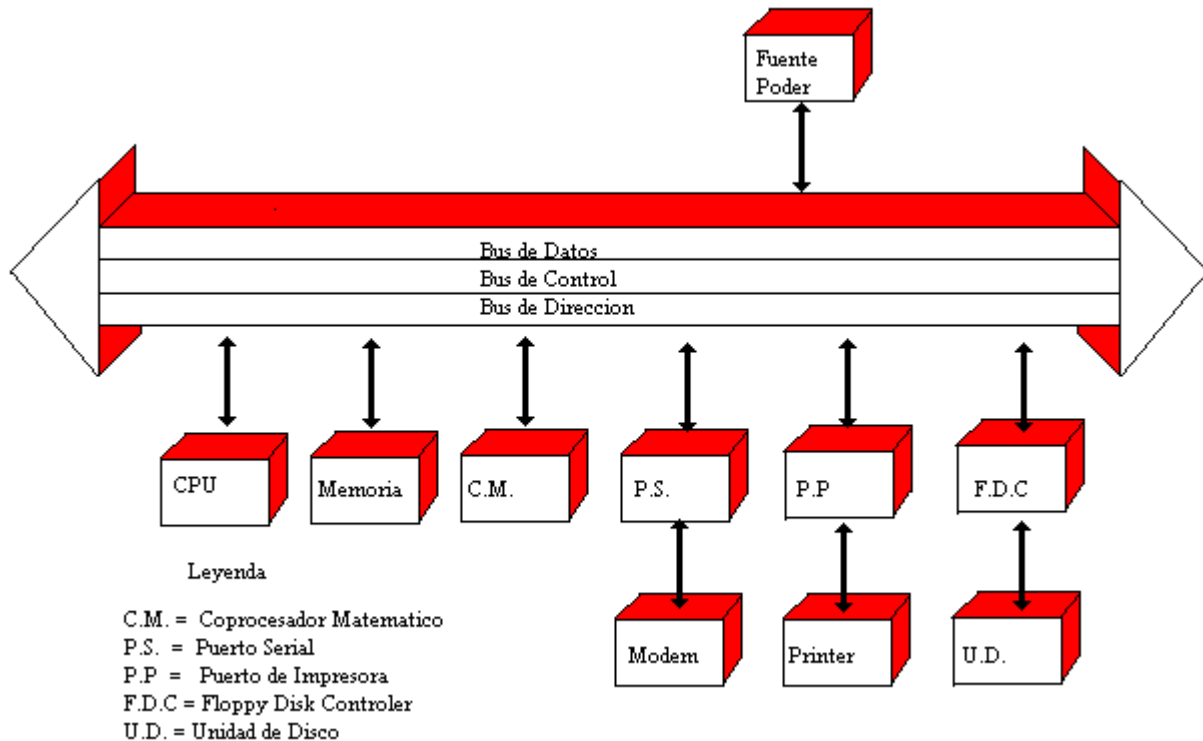 Fuente
Poder
Bus de Datos
Bus de Control
Bus de Direccion
CPU
Memoria
C.M.
P.S.
P.P
F.D.C
Leyenda
C.M. = Coprocesador Matematico
P.S. = Puerto Serial
P.P = Puerto de Impresora
F.D.C = Floppy Disk Controler
U.D. = Unidad de Disco
Modem
Printer
U.D.